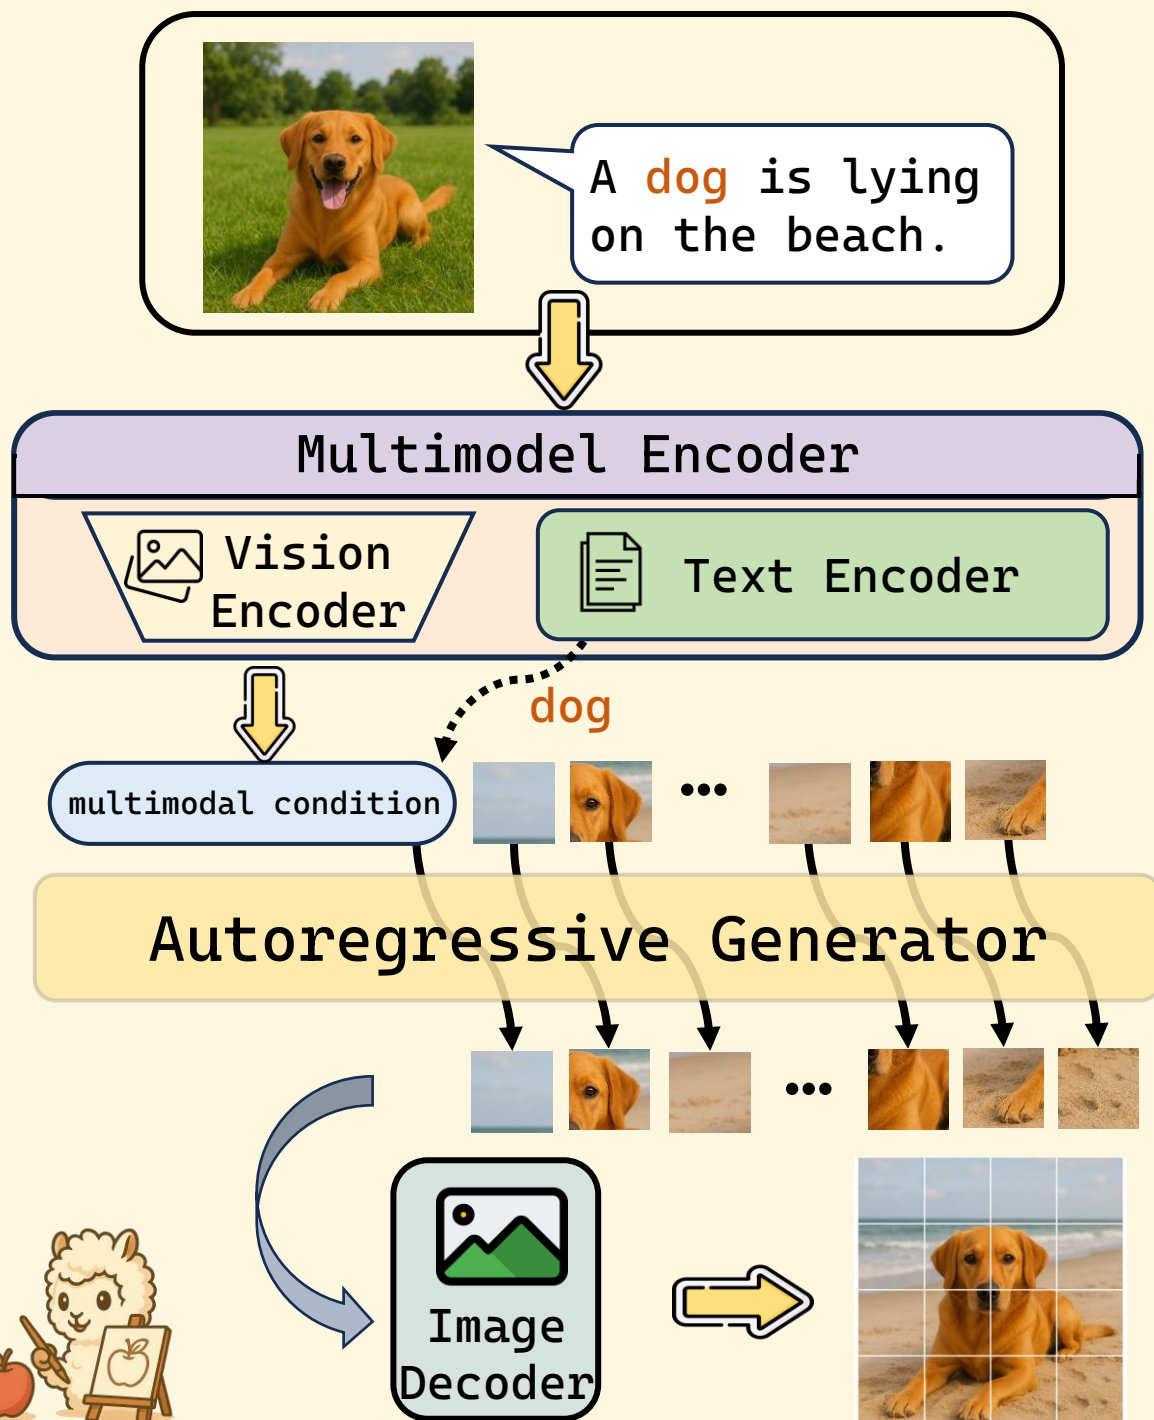 A dog is lying
on the beach.
Multimodel Encoder
Vision
Encoder
Text Encoder
dog
multimodal condition
Autoregressive Generator
Image
Decoder